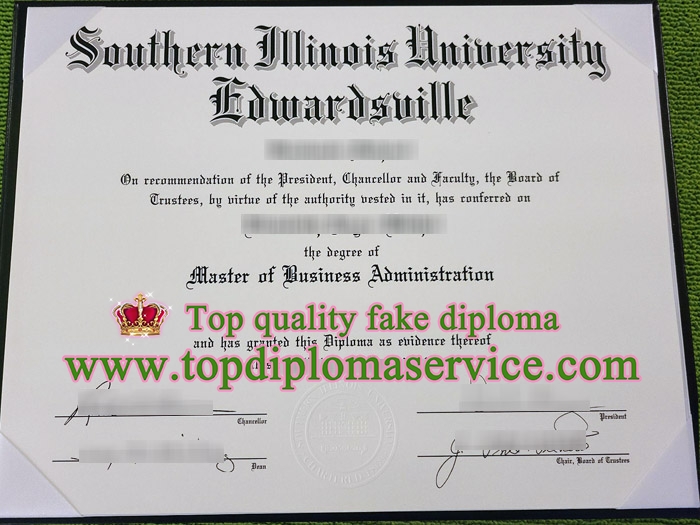 Southern Illinois University
Edwardsville
On recommendation of the President, Chancellor and Faculty, the Board of
Trustees, by virtue of the authority vested in it, has conferred on
the degree of
Master of Business Administration
Top quality fake diploma
and has granted this Diploma as evidence thereof
www.topdiplomaservice.com
Chancellor
President
Dean
Chair, Board of Trustees